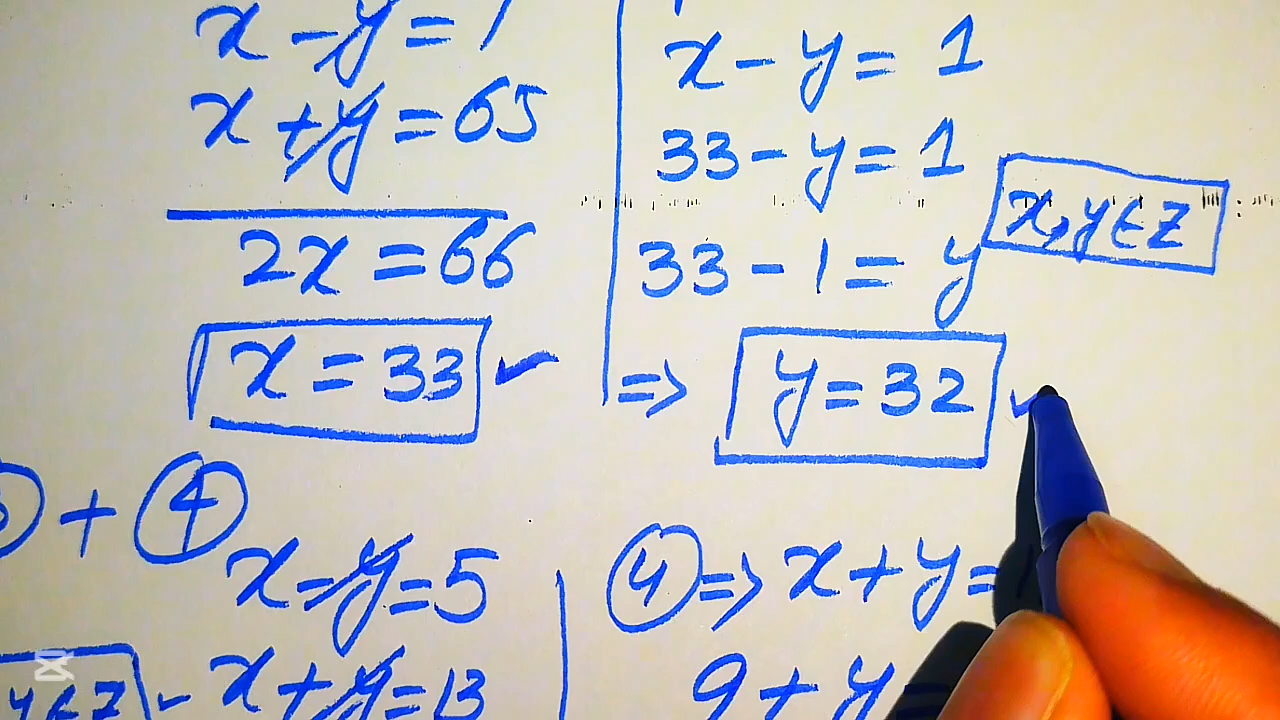 x - y = 1
x + y = 65
2x = 66
x = 33 ✓
x - y = 1
33 - y = 1
33 - 1 = y
x, y ∈ Z
=> y = 32 ✓
+ ④
x - y = 5
x + y = 13
y ∈ Z
④ => x + y =
9 + y =